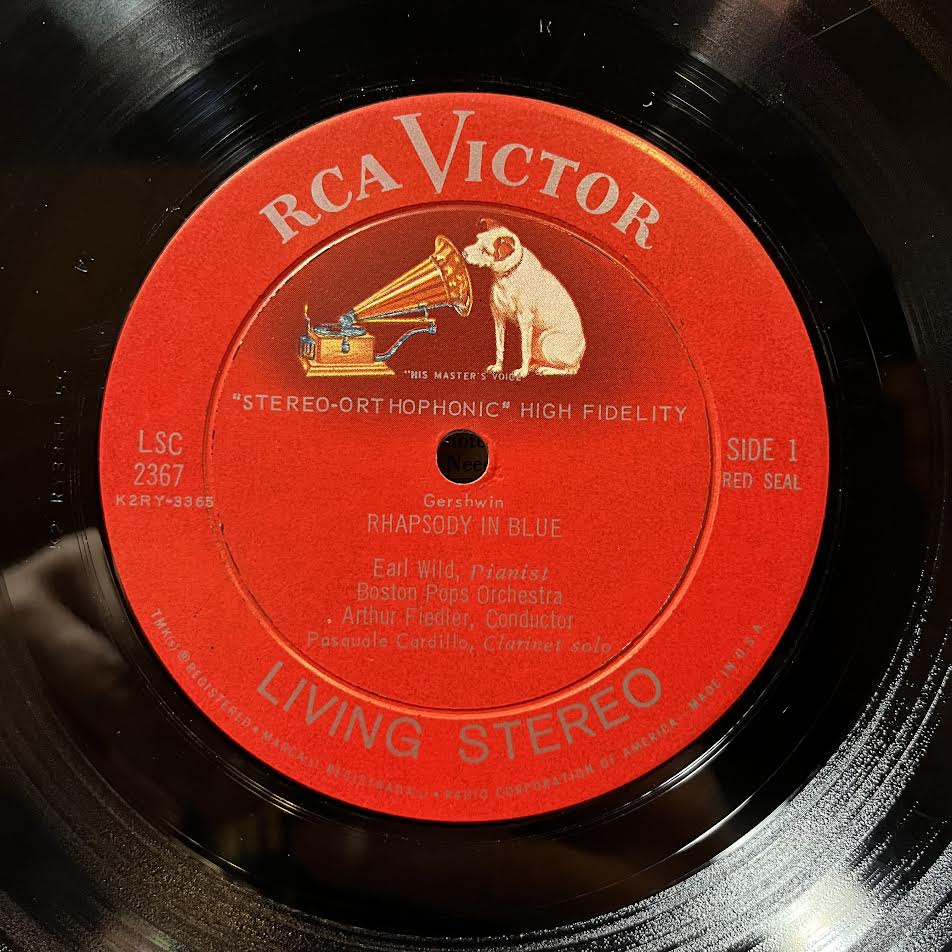 RCA VICTOR
"HIS MASTER'S VOICE"
"STEREO-ORTHOPHONIC" HIGH FIDELITY
LSC
2367
K2RY-3365
SIDE 1
RED SEAL
Gershwin
RHAPSODY IN BLUE
Earl Wild, Pianist
Boston Pops Orchestra
Arthur Fiedler, Conductor
Pasquale Cardillo, Clarinet solo
LIVING STEREO
TMK(s) ® REGISTERED • MARCA(s) REGISTRADA(s) • RADIO CORPORATION OF AMERICA - MADE IN U.S.A